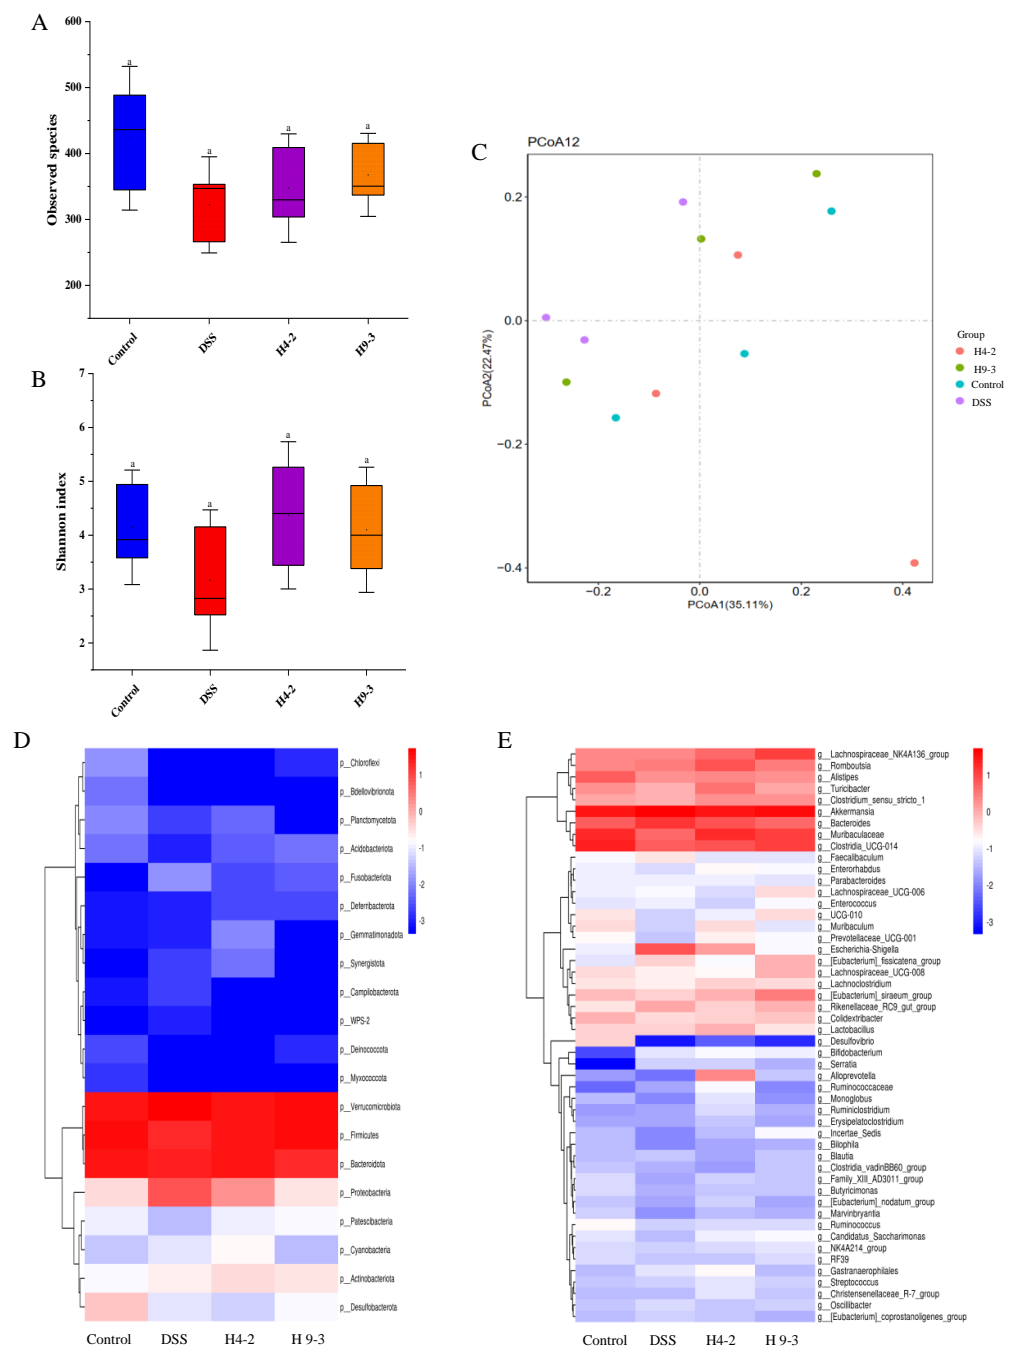 A
600
500
400
300
200
Observed species
a
a
a
a
Control
DSS
H4-2
H9-3
B
7
6
5
4
3
2
Shannon index
a
a
a
a
Control
DSS
H4-2
H9-3
C
PCoA12
0.2
0.0
−0.2
−0.4
PCoA2(22.47%)
−0.2
0.0
0.2
0.4
PCoA1(35.11%)
Group
H4-2
H9-3
Control
DSS
D
p__Chloroflexi
p__Bdellovibrionota
p__Planctomycetota
p__Acidobacteriota
p__Fusobacteriota
p__Deferribacterota
p__Gemmatimonadota
p__Synergistota
p__Campilobacterota
p__WPS-2
p__Deinococcota
p__Myxococcota
p__Verrucomicrobiota
p__Firmicutes
p__Bacteroidota
p__Proteobacteria
p__Patescibacteria
p__Cyanobacteria
p__Actinobacteriota
p__Desulfobacterota
1
0
-1
-2
-3
Control
DSS
H4-2
H 9-3
E
g__Lachnospiraceae_NK4A136_group
g__Romboutsia
g__Alistipes
g__Turicibacter
g__Clostridium_sensu_stricto_1
g__Akkermansia
g__Bacteroides
g__Muribaculaceae
g__Clostridia_UCG-014
g__Faecalibaculum
g__Enterorhabdus
g__Parabacteroides
g__Lachnospiraceae_UCG-006
g__Enterococcus
g__UCG-010
g__Muribaculum
g__Prevotellaceae_UCG-001
g__Escherichia-Shigella
g__[Eubacterium]_fissicatena_group
g__Lachnospiraceae_UCG-008
g__Lachnoclostridium
g__[Eubacterium]_siraeum_group
g__Rikenellaceae_RC9_gut_group
g__Colidextribacter
g__Lactobacillus
g__Desulfovibrio
g__Bifidobacterium
g__Serratia
g__Alloprevotella
g__Ruminococcaceae
g__Monoglobus
g__Ruminiclostridium
g__Erysipelatoclostridium
g__Incertae_Sedis
g__Bilophila
g__Blautia
g__Clostridia_vadinBB60_group
g__Family_XIII_AD3011_group
g__Butyricimonas
g__[Eubacterium]_nodatum_group
g__Marvinbryantia
g__Ruminococcus
g__Candidatus_Saccharimonas
g__NK4A214_group
g__RF39
g__Gastranaerophilales
g__Streptococcus
g__Christensenellaceae_R-7_group
g__Oscillibacter
g__[Eubacterium]_coprostanoligenes_group
1
0
-1
-2
-3
Control
DSS
H4-2
H 9-3